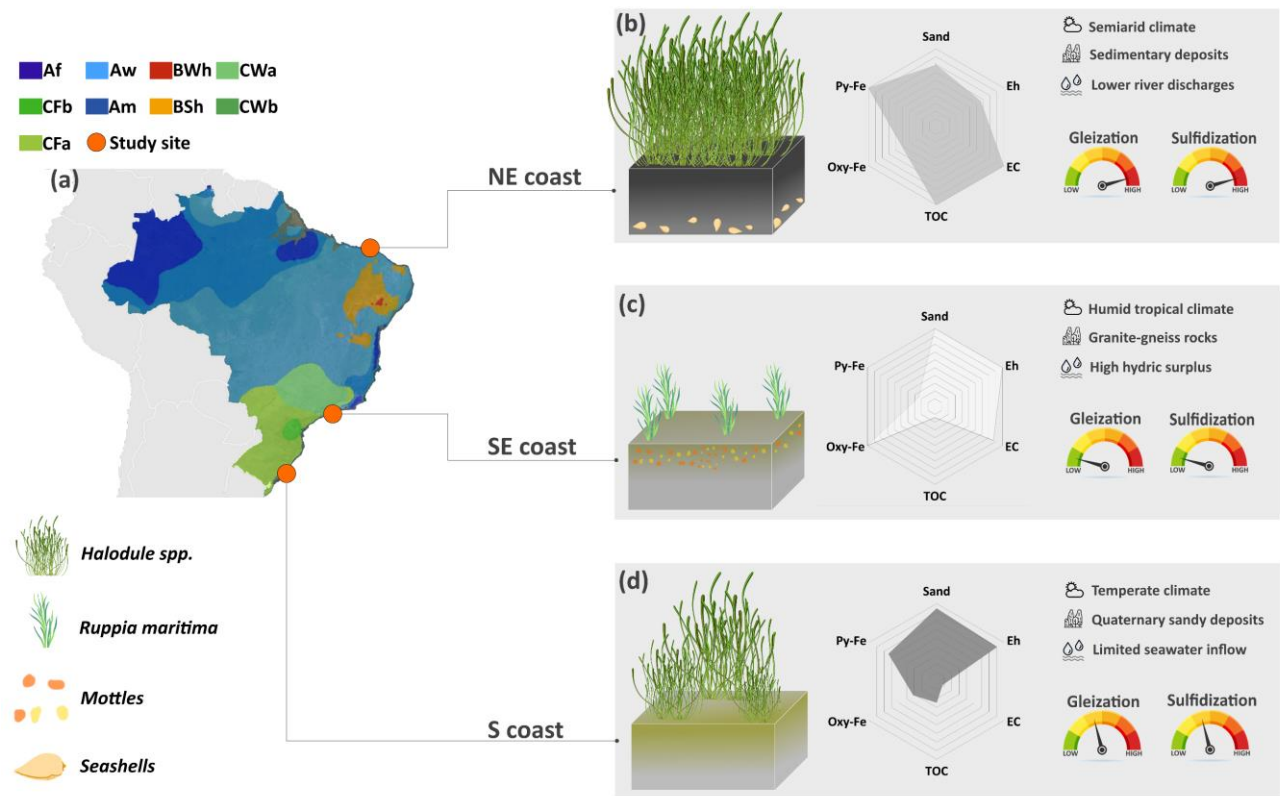 Af Aw BWh CWa
CFb Am BSh CWb
CFa Study site
(a)
NE coast
SE coast
S coast
Halodule spp.
Ruppia maritima
Mottles
Seashells
(b)
Sand
Eh
EC
TOC
Oxy-Fe
Py-Fe
Semiarid climate
Sedimentary deposits
Lower river discharges
Gleization Sulfidization
LOW HIGH LOW HIGH
(c)
Sand
Eh
EC
TOC
Oxy-Fe
Py-Fe
Humid tropical climate
Granite-gneiss rocks
High hydric surplus
Gleization Sulfidization
LOW HIGH LOW HIGH
(d)
Sand
Eh
EC
TOC
Oxy-Fe
Py-Fe
Temperate climate
Quaternary sandy deposits
Limited seawater inflow
Gleization Sulfidization
LOW HIGH LOW HIGH